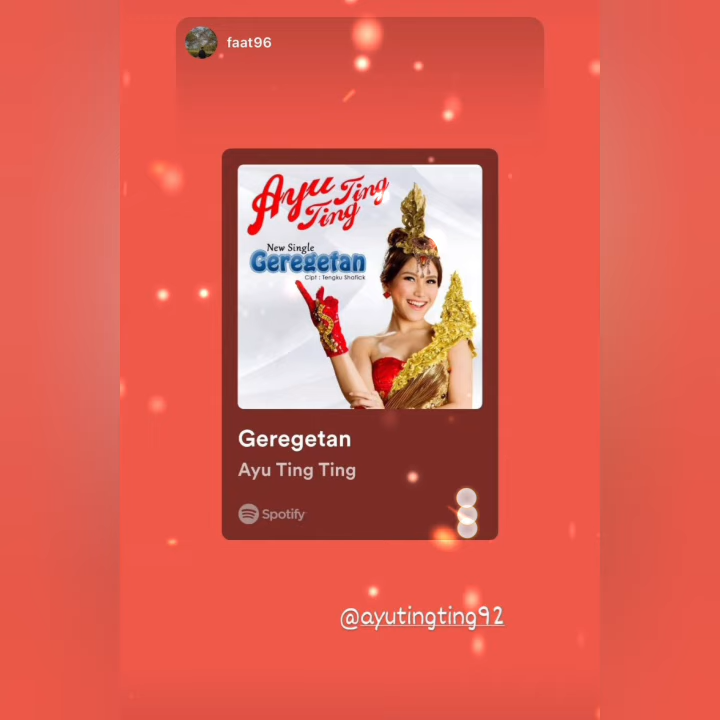 faat96
Ayu Ting
Ting
New Single
Geregetan
Cipt : Tengku Shafick
Geregetan
Ayu Ting Ting
Spotify
@ayutingting92